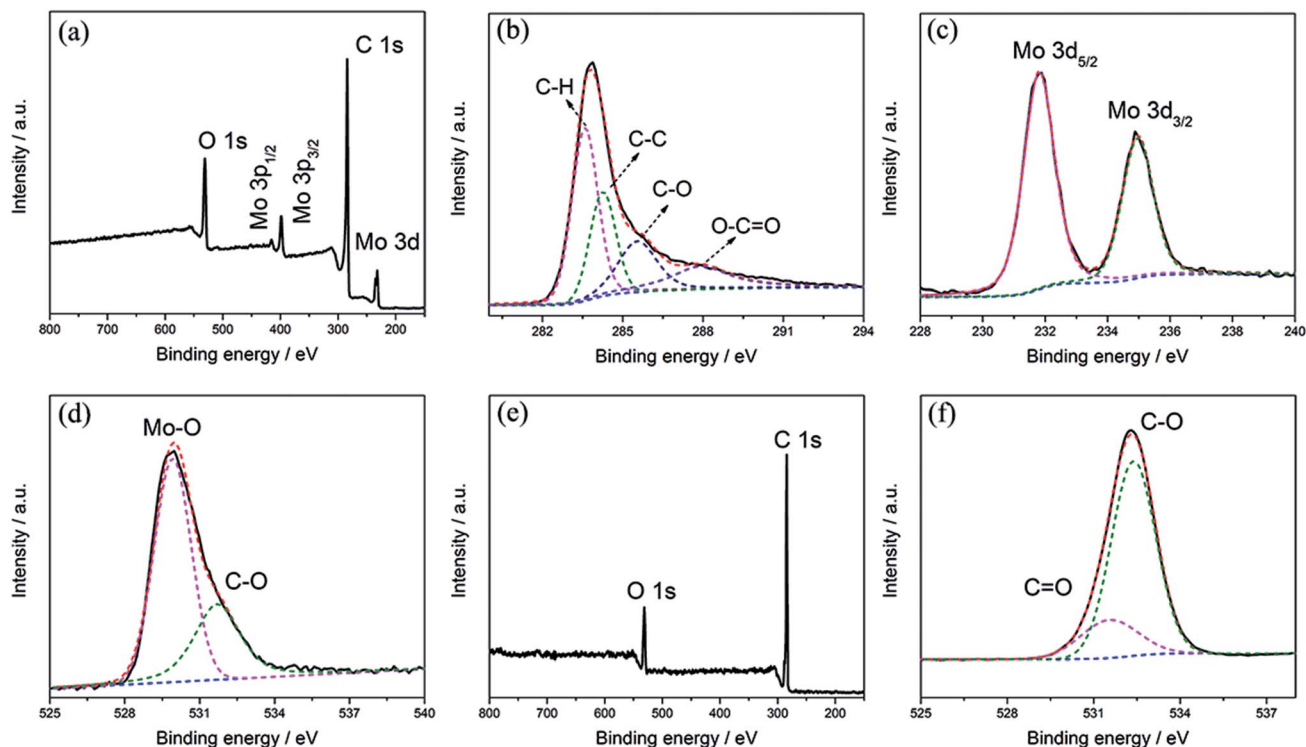 (a)
C 1s
O 1s
Mo 3p1/2
Mo 3p3/2
Mo 3d
Intensity / a.u.
800 700 600 500 400 300 200
Binding energy / eV
(b)
C-H
C-C
C-O
O-C=O
Intensity / a.u.
282 285 288 291 294
Binding energy / eV
(c)
Mo 3d5/2
Mo 3d3/2
Intensity / a.u.
228 230 232 234 236 238 240
Binding energy / eV
(d)
Mo-O
C-O
Intensity / a.u.
525 528 531 534 537 540
Binding energy / eV
(e)
C 1s
O 1s
Intensity / a.u.
800 700 600 500 400 300 200
Binding energy / eV
(f)
C-O
C=O
Intensity / a.u.
525 528 531 534 537
Binding energy / eV